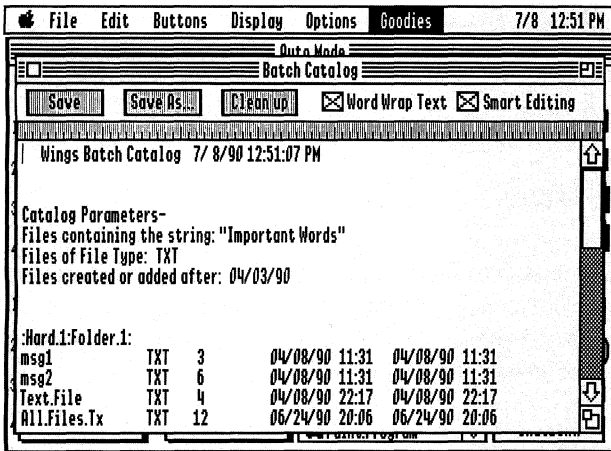 File Edit Buttons Display Options Goodies 7/8 12:51 PM
Auto Mode
Batch Catalog
Save Save As... Clean up Word Wrap Text Smart Editing
Wings Batch Catalog 7/ 8/90 12:51:07 PM
Catalog Parameters-
Files containing the string: "Important Words"
Files of File Type: TXT
Files created or added after: 04/03/90
:Hard.1:Folder.1:
msg1 TXT 3 04/08/90 11:31 04/08/90 11:31
msg2 TXT 6 04/08/90 11:31 04/08/90 11:31
Text.File TXT 4 04/08/90 22:17 04/08/90 22:17
All.Files.Tx TXT 12 06/24/90 20:06 06/24/90 20:06